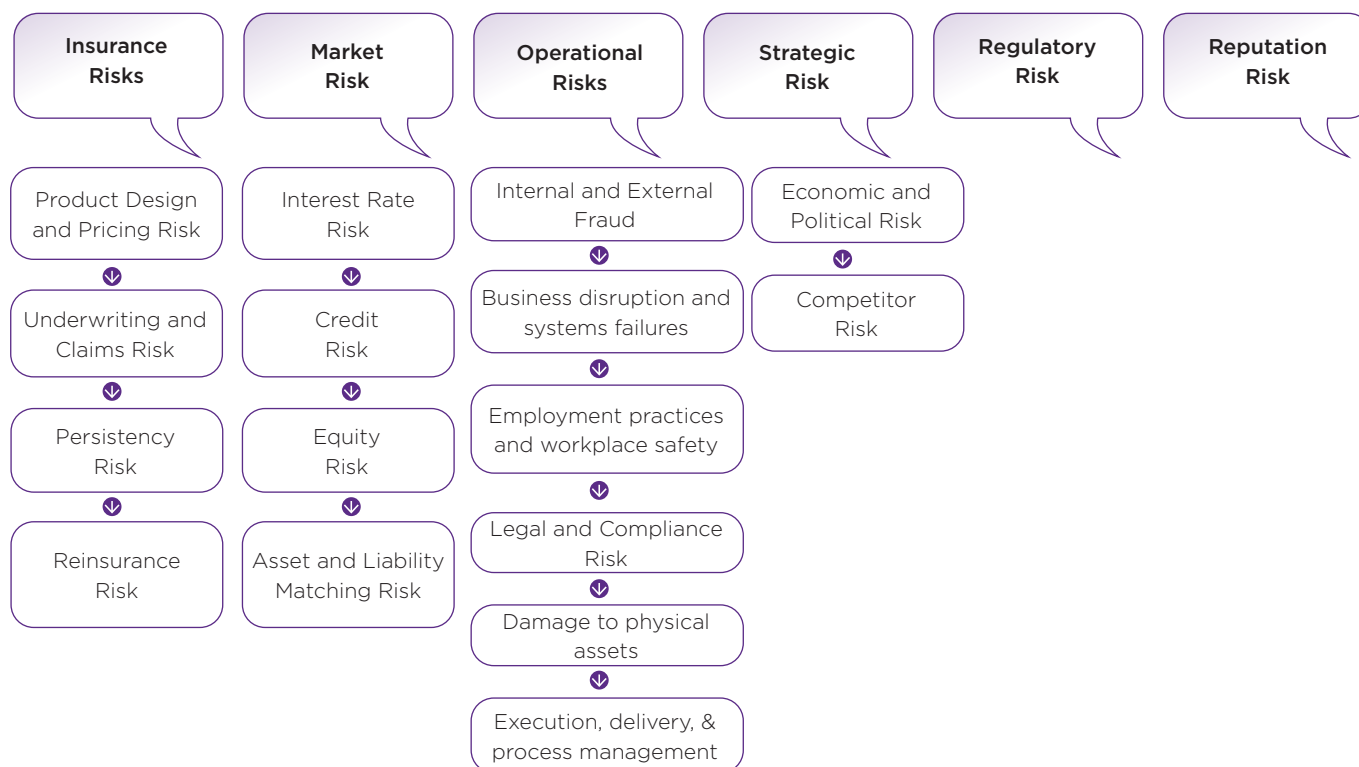 Insurance
Risks
Market
Risk
Operational
Risks
Strategic
Risk
Regulatory
Risk
Reputation
Risk
Product Design
and Pricing Risk
Underwriting and
Claims Risk
Persistency
Risk
Reinsurance
Risk
Interest Rate
Risk
Credit
Risk
Equity
Risk
Asset and Liability
Matching Risk
Internal and External
Fraud
Business disruption and
systems failures
Employment practices
and workplace safety
Legal and Compliance
Risk
Damage to physical
assets
Execution, delivery, &
process management
Economic and
Political Risk
Competitor
Risk